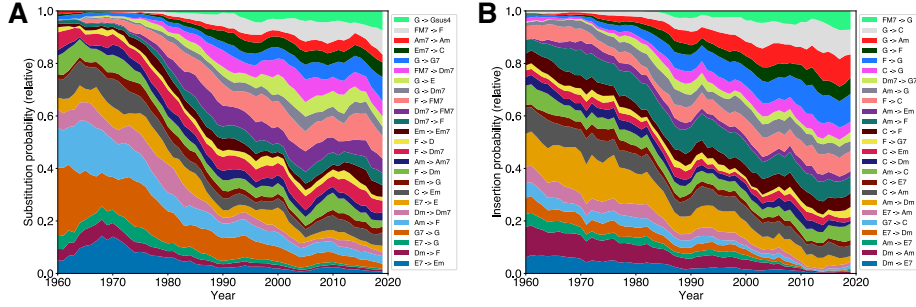 A
Substitution probability (relative)
1.0
0.8
0.6
0.4
0.2
0.0
1960
1970
1980
1990
2000
2010
2020
Year
G -> Gsus4
FM7 -> F
Am7 -> Am
Em7 -> C
G -> G7
FM7 -> Dm7
G -> E
G -> Dm7
F -> FM7
Dm7 -> FM7
Dm7 -> F
Em -> Em7
F -> D
F -> Dm7
Am -> Am7
F -> Dm
Em -> G
C -> Em
E7 -> E
Dm -> Dm7
Am -> F
G7 -> G
E7 -> G
Dm -> F
E7 -> Em
B
Insertion probability (relative)
1.0
0.8
0.6
0.4
0.2
0.0
1960
1970
1980
1990
2000
2010
2020
Year
FM7 -> G
G -> C
F -> Am
F -> G
G -> F
C -> G
Dm7 -> G7
Am -> G
F -> C
Am -> Em
Am -> F
C -> F
F -> G7
C -> Em
C -> Dm
Am -> C
C -> E7
C -> Am
Am -> Dm
Am -> E7
G7 -> C
E7 -> Dm
E7 -> Am
Dm -> Am
Dm -> E7